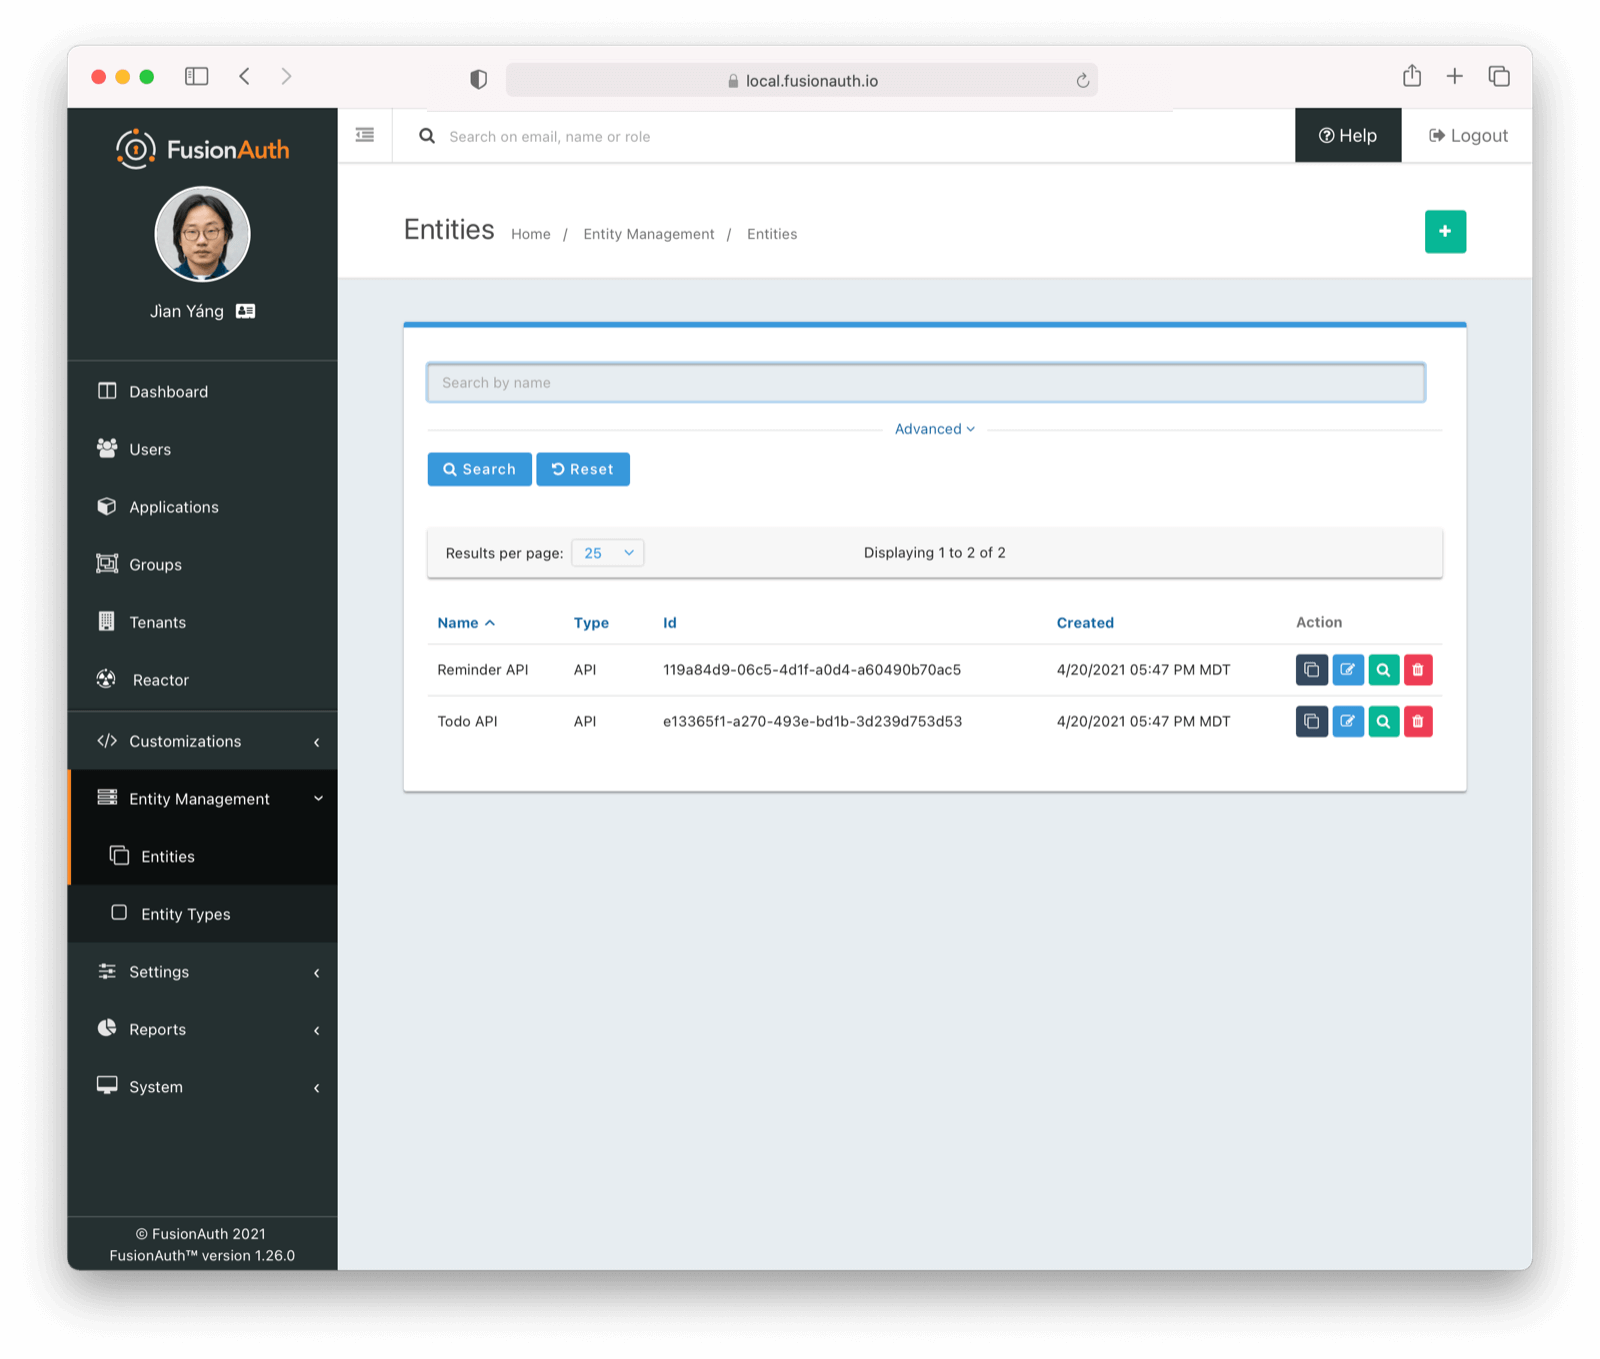 local.fusionauth.io
FusionAuth
Search on email, name or role
Help
Logout
Jìan Yáng
Dashboard
Users
Applications
Groups
Tenants
Reactor
Customizations
Entity Management
Entities
Entity Types
Settings
Reports
System
© FusionAuth 2021
FusionAuth™ version 1.26.0
Entities Home / Entity Management / Entities
Search by name
Advanced
Search Reset
Results per page: 25 Displaying 1 to 2 of 2
Name Type Id Created Action
Reminder API API 119a84d9-06c5-4d1f-a0d4-a60490b70ac5 4/20/2021 05:47 PM MDT
Todo API API e13365f1-a270-493e-bd1b-3d239d753d53 4/20/2021 05:47 PM MDT